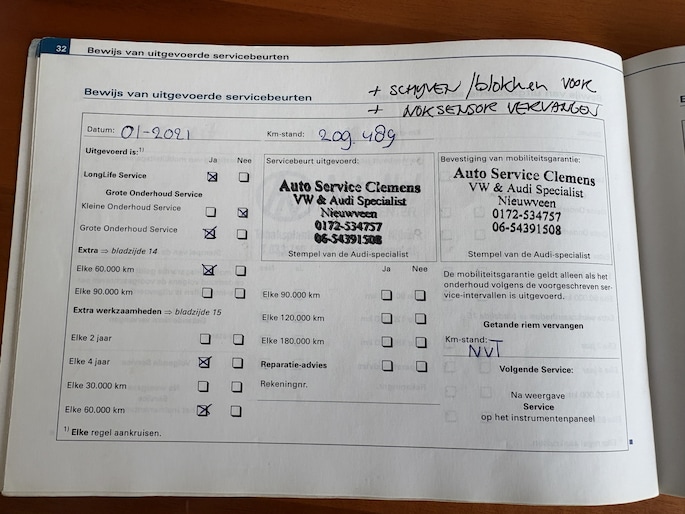 32 Bewijs van uitgevoerde servicebeurten
Bewijs van uitgevoerde servicebeurten
+ SCHIJVEN / blokken VOOR
+ NOKSENSOR VERVANGEN
Datum: 01-2021 Km-stand: 209.489
Uitgevoerd is:1)
Ja Nee
LongLife Service
Grote Onderhoud Service
Kleine Onderhoud Service
Grote Onderhoud Service
Extra ⇒ bladzijde 14
Elke 60.000 km
Elke 90.000 km
Extra werkzaamheden ⇒ bladzijde 15
Elke 2 jaar
Elke 4 jaar
Elke 30.000 km
Elke 60.000 km
1) Elke regel aankruisen.
Servicebeurt uitgevoerd:
Auto Service Clemens
VW & Audi Specialist
Nieuwveen
0172-534757
06-54391508
Stempel van de Audi-specialist
Ja Nee
Elke 90.000 km
Elke 120.000 km
Elke 180.000 km
Reparatie-advies
Rekeningnr.
Bevestiging van mobiliteitsgarantie:
Auto Service Clemens
VW & Audi Specialist
Nieuwveen
0172-534757
06-54391508
Stempel van de Audi-specialist
De mobiliteitsgarantie geldt alleen als het
onderhoud volgens de voorgeschreven ser-
vice-intervallen is uitgevoerd.
Getande riem vervangen
Km-stand: NVT
Volgende Service:
Na weergave
Service
op het instrumentenpaneel